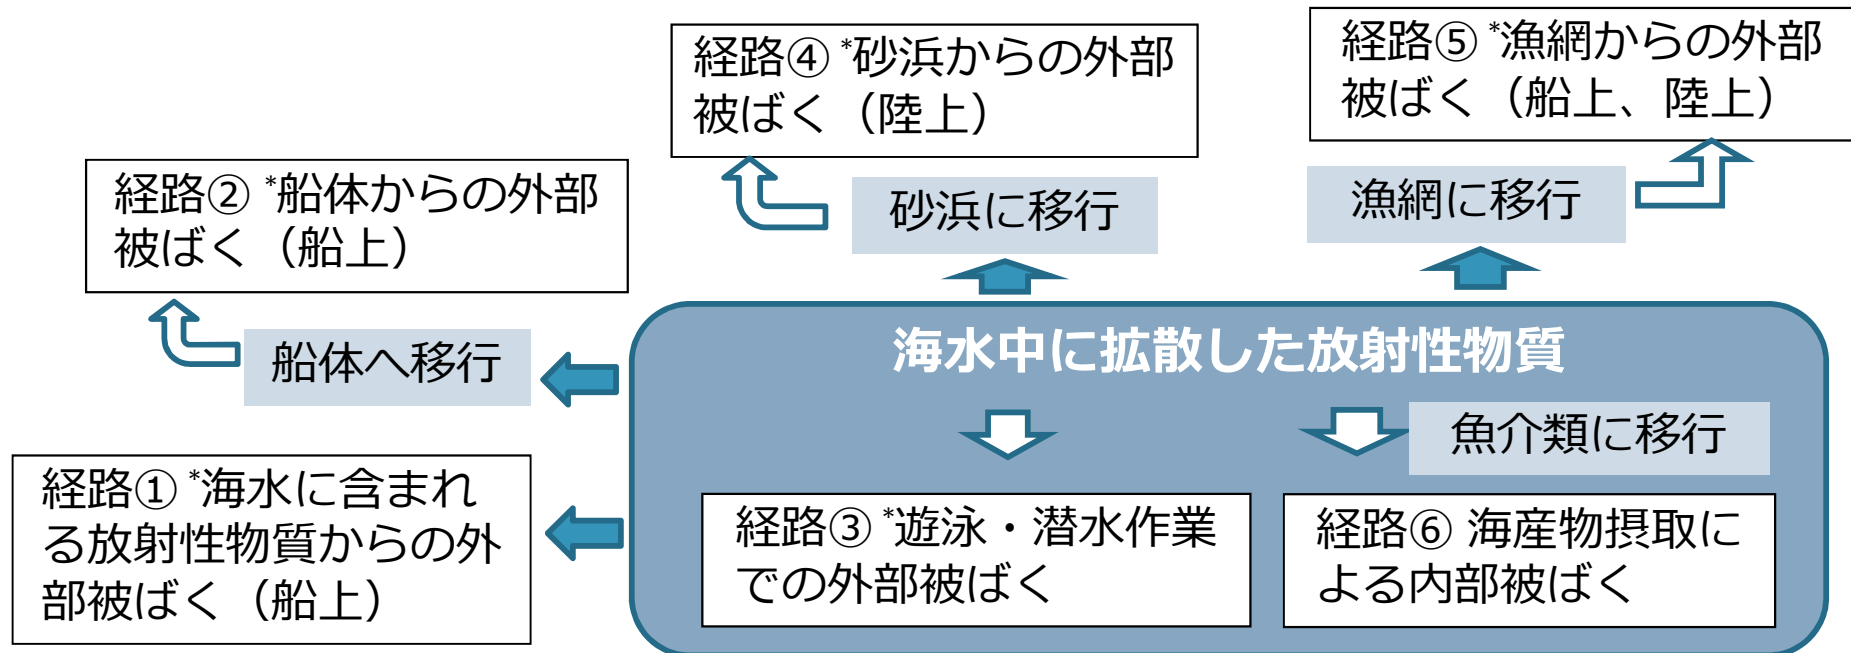 経路④ *砂浜からの外部
被ばく（陸上）
経路⑤ *漁網からの外部
被ばく（船上、陸上）
経路② *船体からの外部
被ばく（船上）
砂浜に移行
漁網に移行
船体へ移行
海水中に拡散した放射性物質
魚介類に移行
経路① *海水に含まれ
る放射性物質からの外
部被ばく（船上）
経路③ *遊泳・潜水作業
での外部被ばく
経路⑥ 海産物摂取に
よる内部被ばく